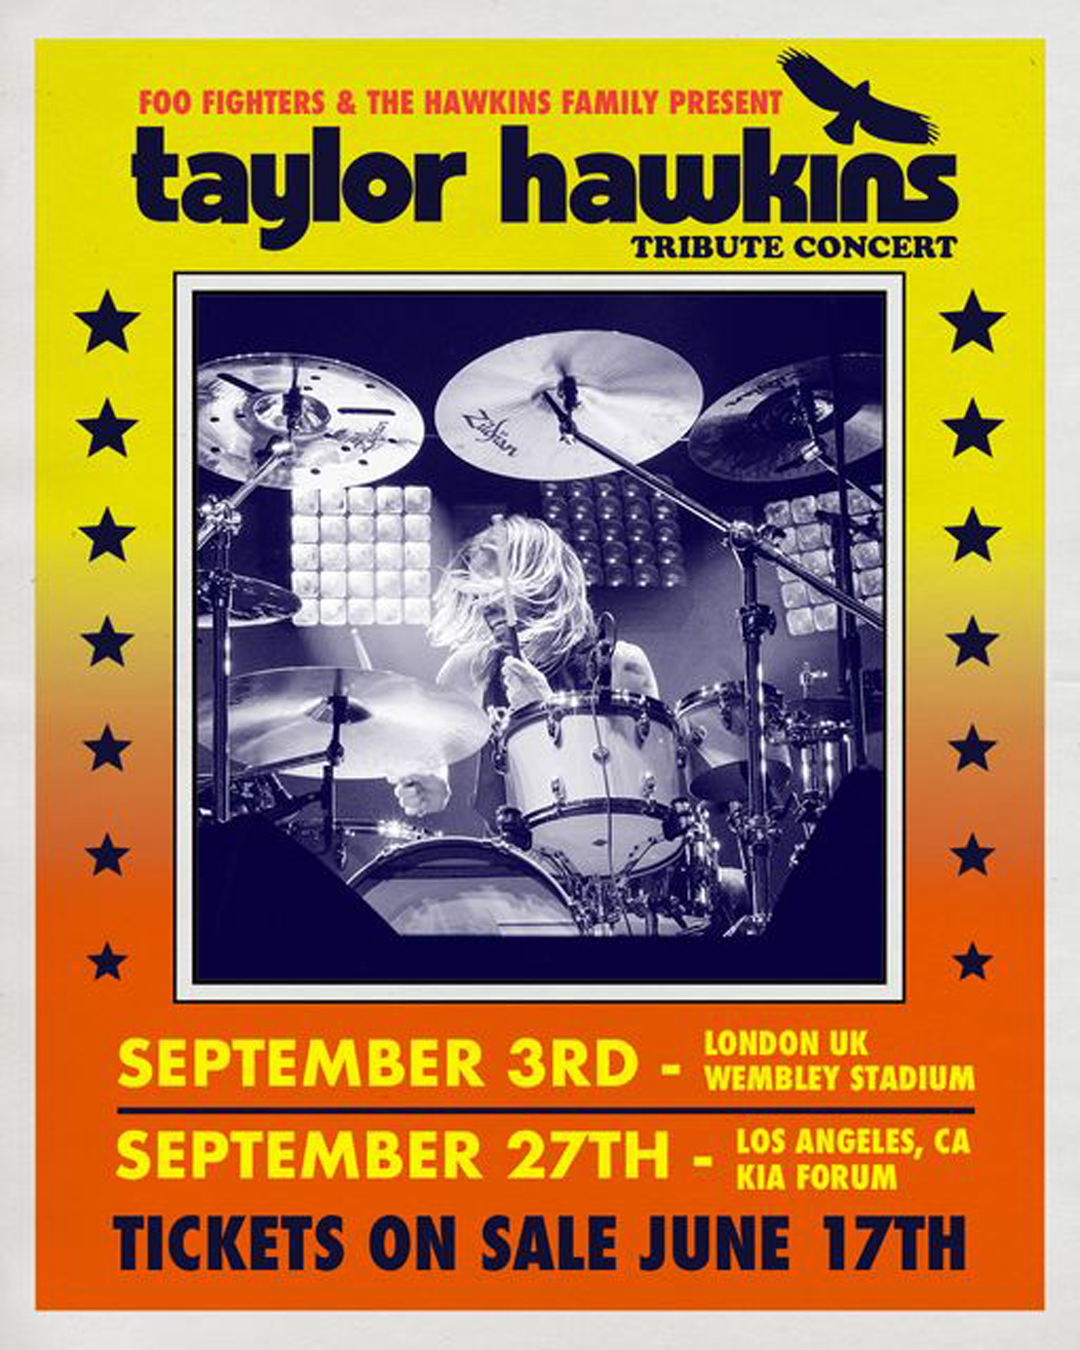 FOO FIGHTERS & THE HAWKINS FAMILY PRESENT
taylor hawkins
TRIBUTE CONCERT
Zildjian
SEPTEMBER 3RD - LONDON UK
WEMBLEY STADIUM
SEPTEMBER 27TH - LOS ANGELES, CA
KIA FORUM
TICKETS ON SALE JUNE 17TH